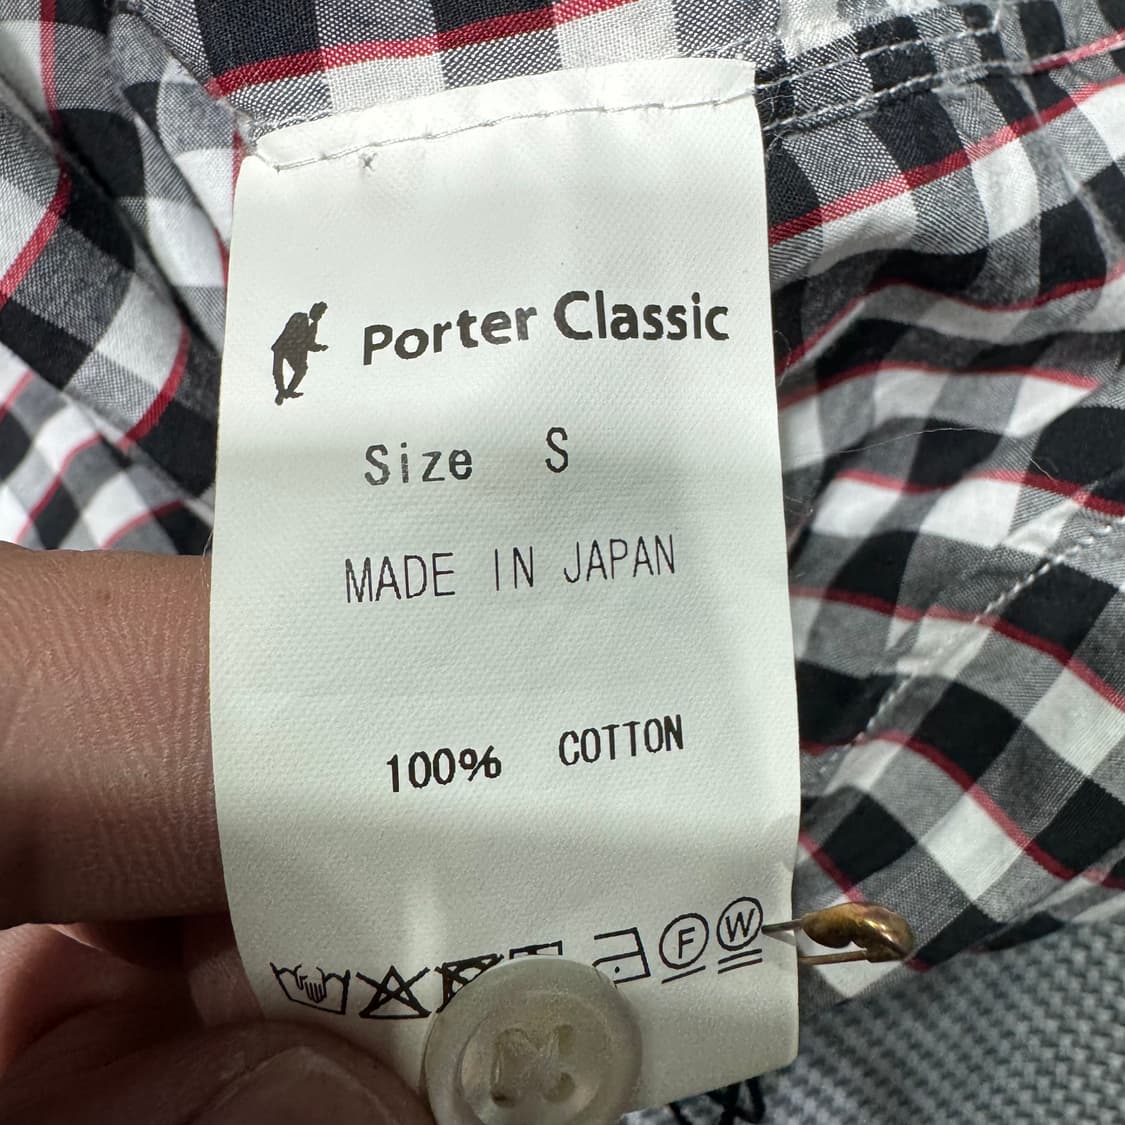 Porter Classic
Size S
MADE IN JAPAN
100% COTTON
F W